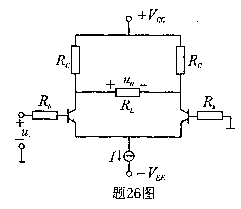 +V_CC
R_C
R_C
+ u_o −
R_L
R_b
R_b
+
u_i
−
I↓
−V_EE
题26图